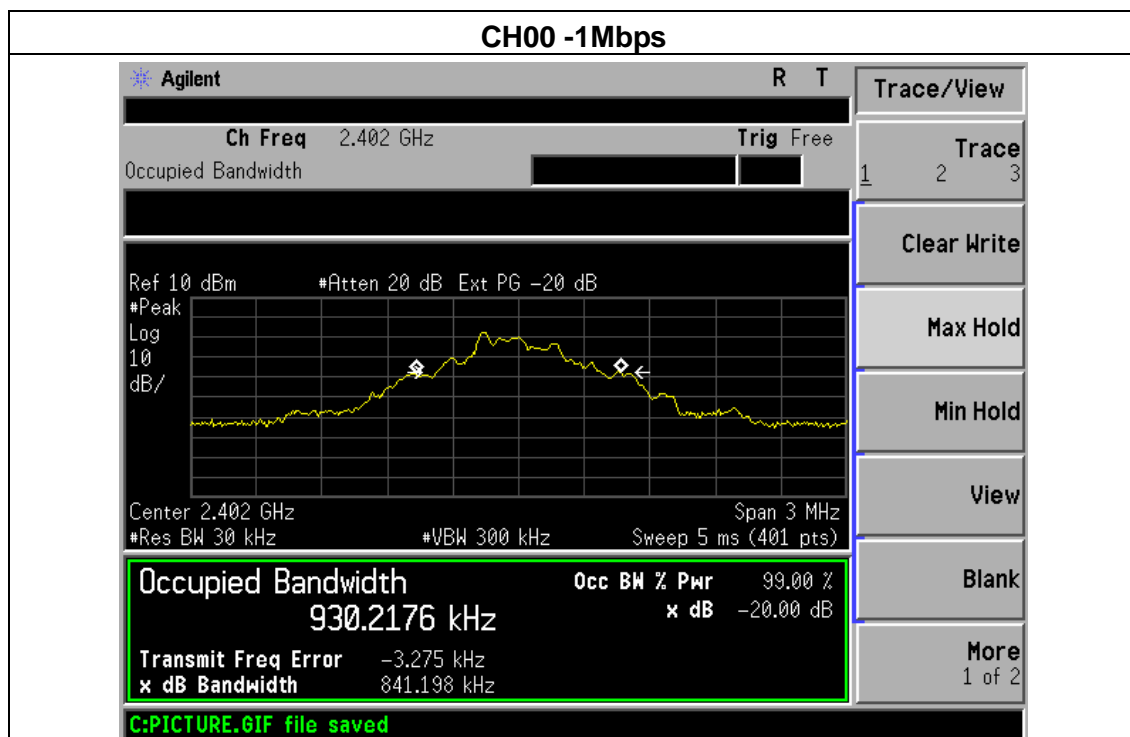 CH00 -1Mbps
Agilent R T
Trace/View
Ch Freq 2.402 GHz Trig Free
Occupied Bandwidth
Trace
1 2 3
Clear Write
Ref 10 dBm #Atten 20 dB Ext PG -20 dB
#Peak
Log
10
dB/
Max Hold
Min Hold
View
Center 2.402 GHz Span 3 MHz
#Res BW 30 kHz #VBW 300 kHz Sweep 5 ms (401 pts)
Occupied Bandwidth Occ BW % Pwr 99.00 %
930.2176 kHz x dB -20.00 dB
Blank
Transmit Freq Error -3.275 kHz
x dB Bandwidth 841.198 kHz
More
1 of 2
C:PICTURE.GIF file saved